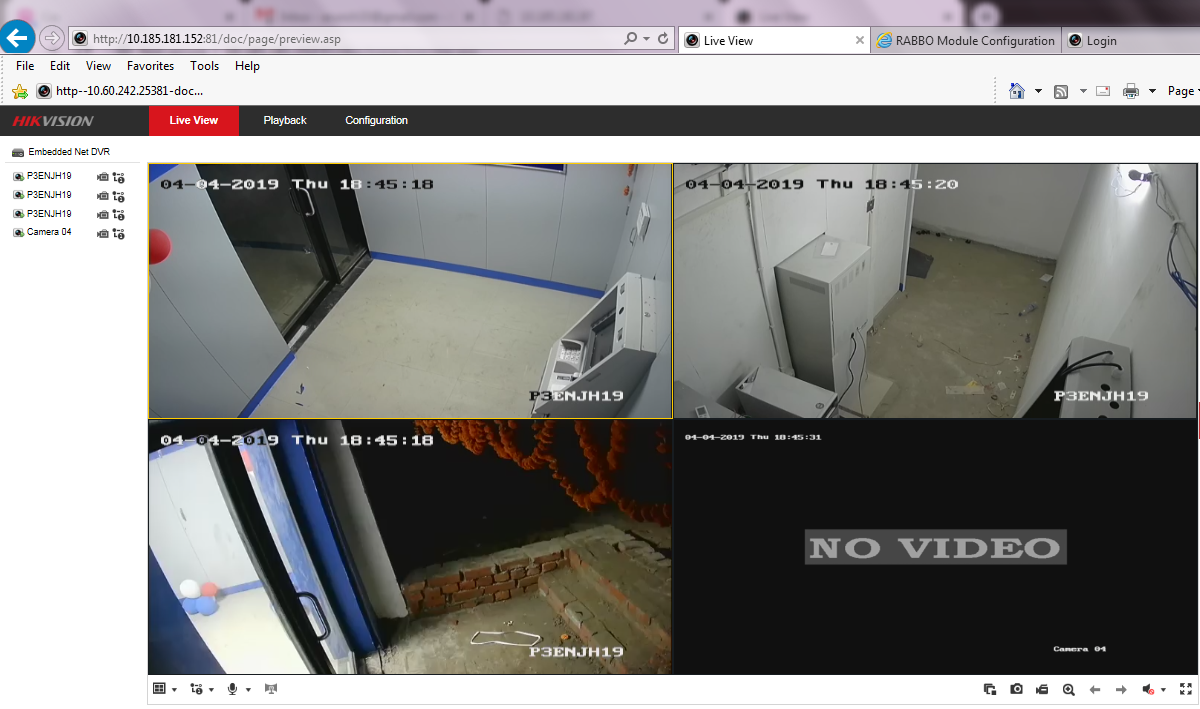 http://10.185.181.152:81/doc/page/preview.asp
Live View
RABBO Module Configuration
Login
File Edit View Favorites Tools Help
http--10.60.242.25381-doc...
Page
HIKVISION
Live View Playback Configuration
Embedded Net DVR
P3ENJH19
P3ENJH19
P3ENJH19
Camera 04
04-04-2019 Thu 18:45:18
P3ENJH19
04-04-2019 Thu 18:45:20
P3ENJH19
04-04-2019 Thu 18:45:18
P3ENJH19
04-04-2019 Thu 18:45:31
NO VIDEO
Camera 04